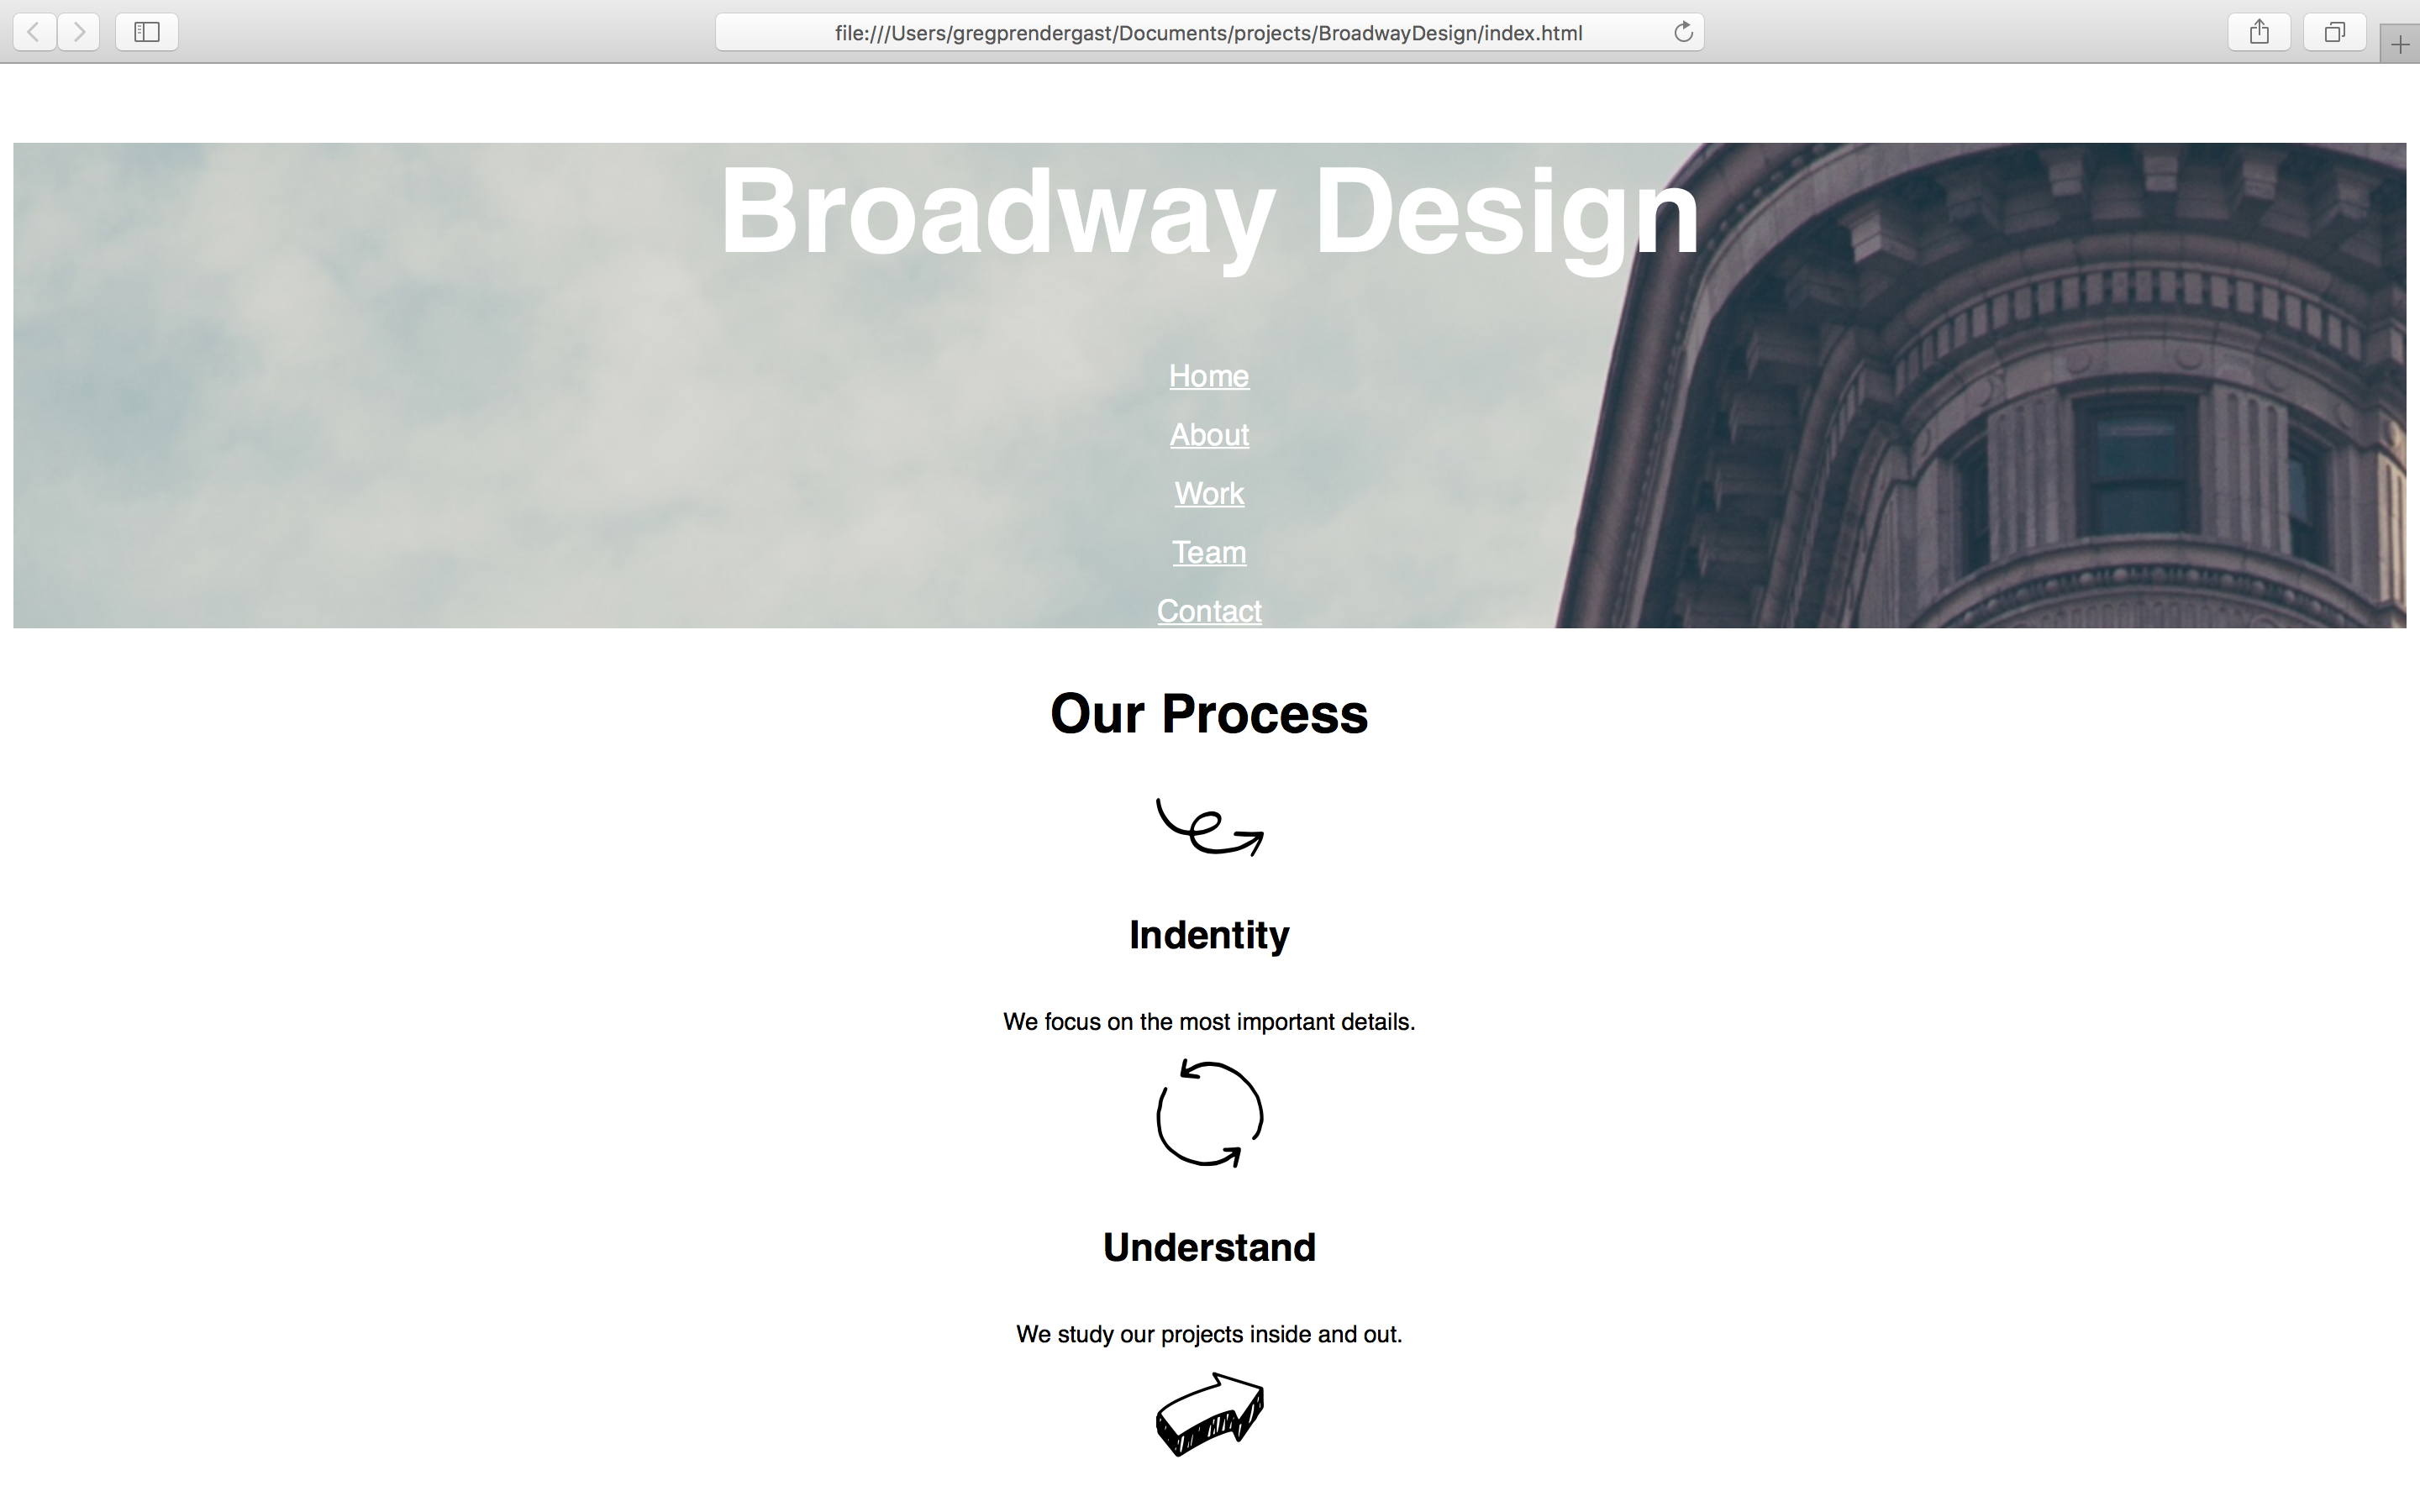 file:///Users/gregprendergast/Documents/projects/BroadwayDesign/index.html
Broadway Design
Home
About
Work
Team
Contact
Our Process
Indentity
We focus on the most important details.
Understand
We study our projects inside and out.